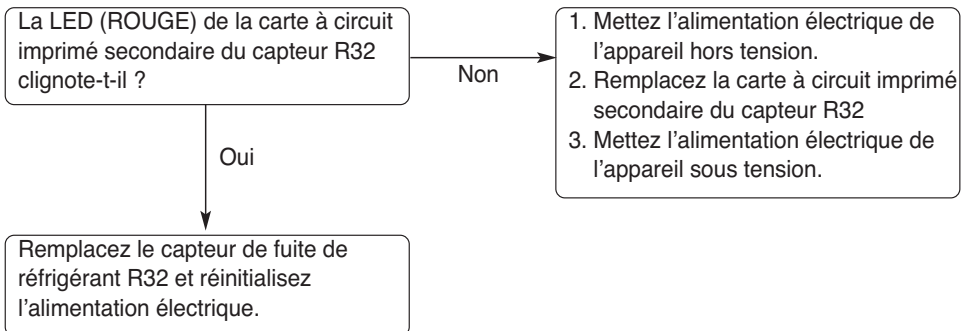 La LED (ROUGE) de la carte à circuit
imprimé secondaire du capteur R32
clignote-t-il ?
Non
1. Mettez l'alimentation électrique de
l'appareil hors tension.
2. Remplacez la carte à circuit imprimé
secondaire du capteur R32
3. Mettez l'alimentation électrique de
l'appareil sous tension.
Oui
Remplacez le capteur de fuite de
réfrigérant R32 et réinitialisez
l'alimentation électrique.